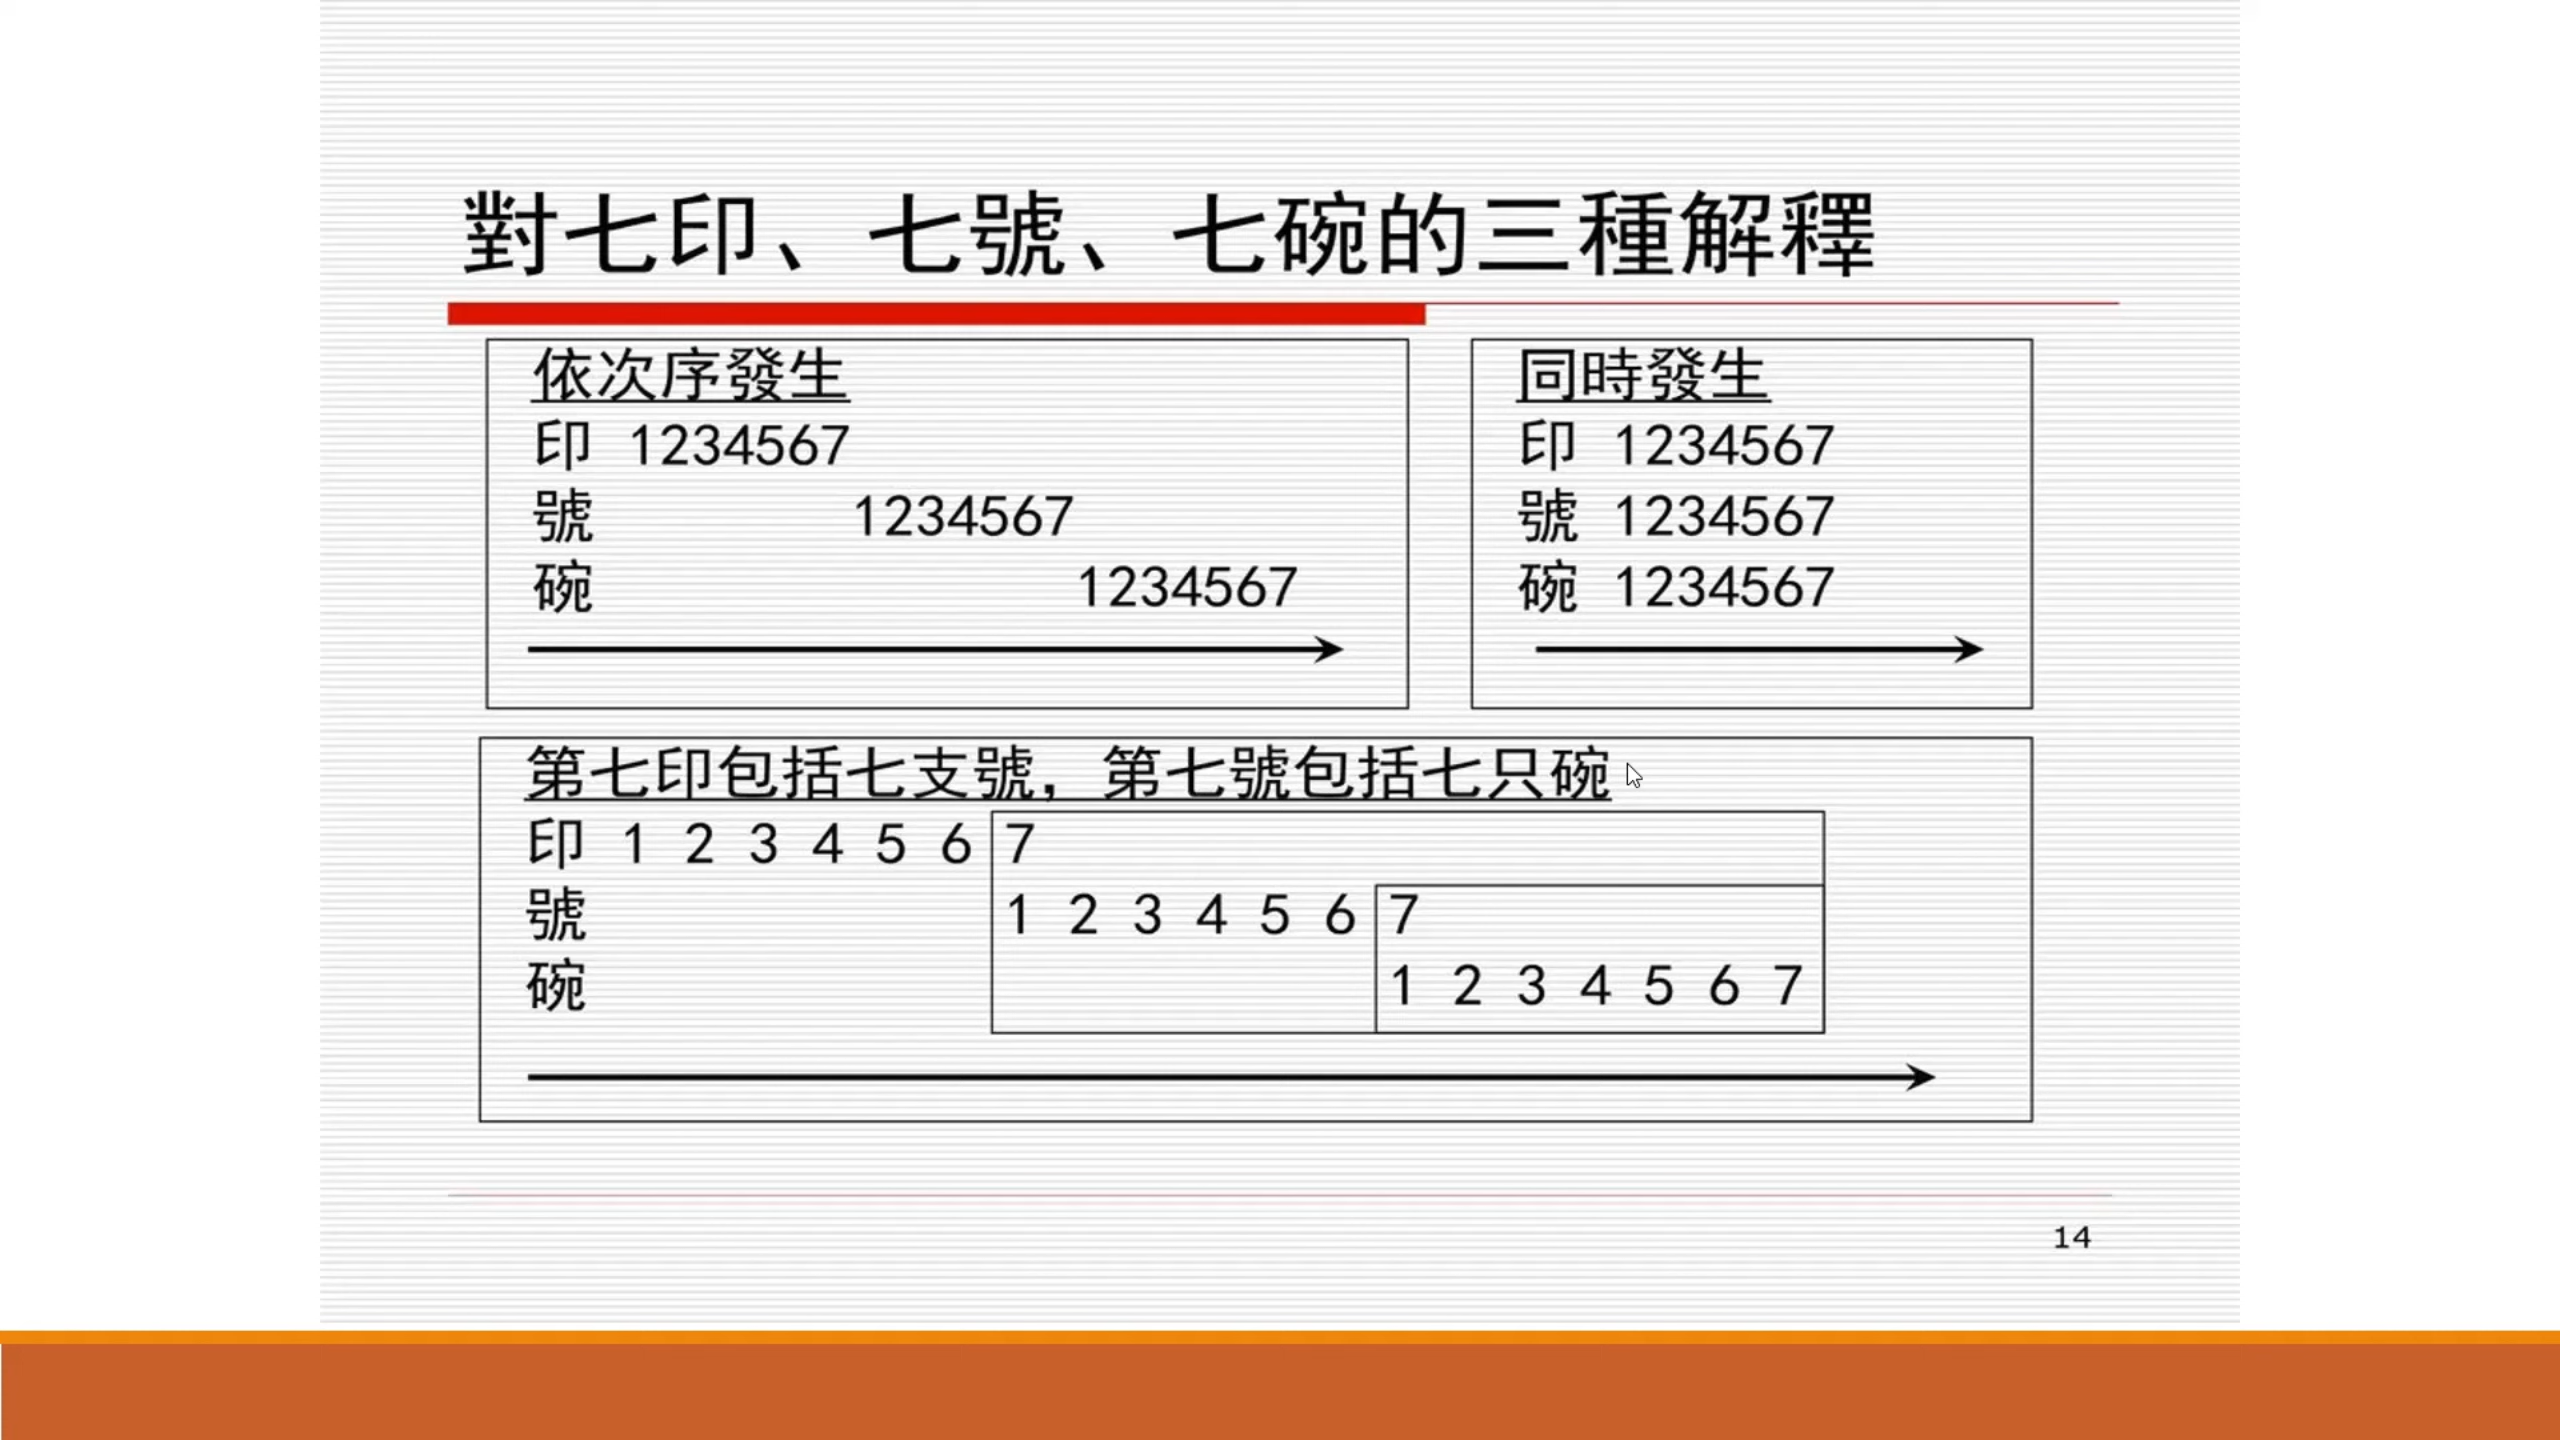 對七印、七號、七碗的三種解釋
依次序發生
印 1234567
號 1234567
碗 1234567
同時發生
印 1234567
號 1234567
碗 1234567
第七印包括七支號，第七號包括七只碗
印 1 2 3 4 5 6 7
號 1 2 3 4 5 6 7
碗 1 2 3 4 5 6 7
14